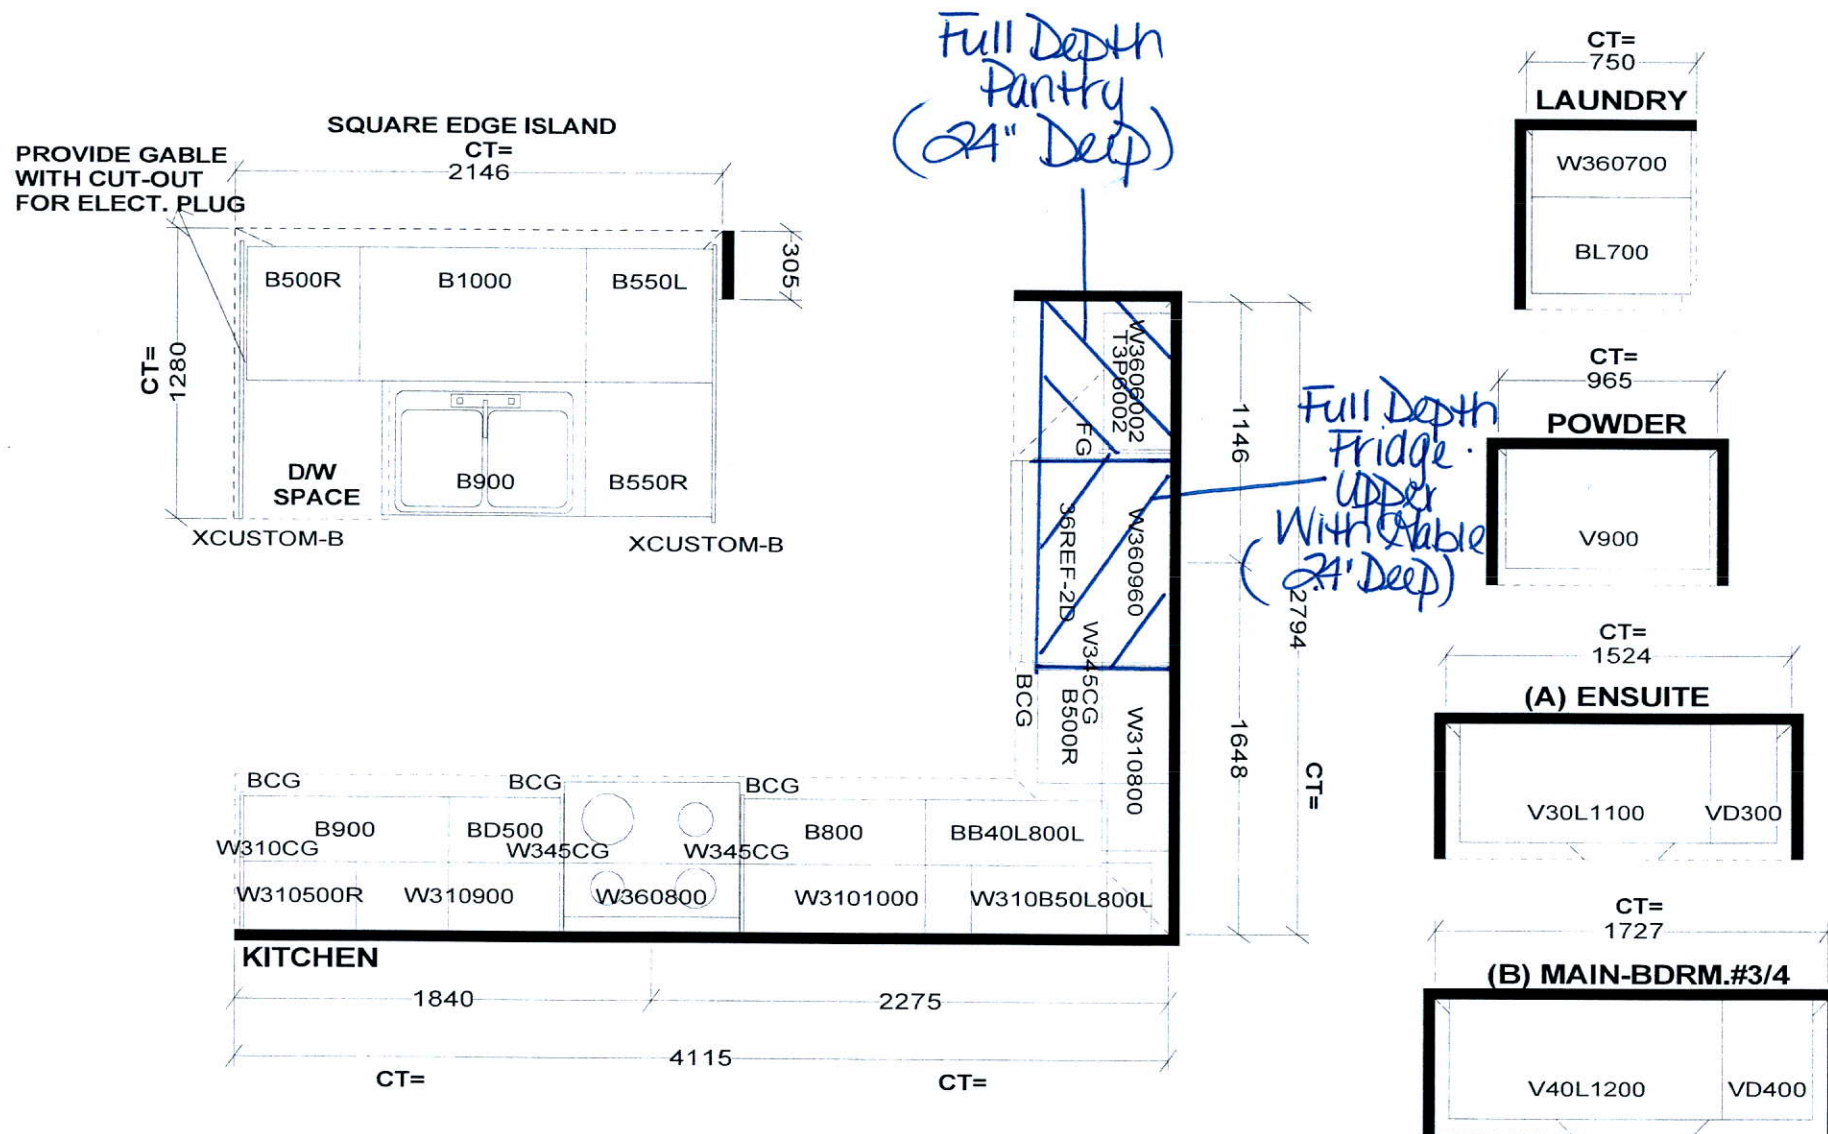 Full Depth
Pantry
(24" Deep)
SQUARE EDGE ISLAND
CT=
2146
PROVIDE GABLE
WITH CUT-OUT
FOR ELECT. PLUG
305
CT=
1280
B500R
B1000
B550L
D/W
SPACE
B900
B550R
XCUSTOM-B
XCUSTOM-B
W3606002
T3P6002
FG
36REF-2D
W360960
W345CG
BCG
B500R
W310800
1146
1648
2794
CT=
Full Depth
Fridge
Upper
With Gable
(24" Deep)
BCG
BCG
BCG
B900
BD500
B800
BB40L800L
W310CG
W345CG
W345CG
W310500R
W310900
W360800
W3101000
W310B50L800L
KITCHEN
1840
2275
4115
CT=
CT=
CT=
750
LAUNDRY
W360700
BL700
CT=
965
POWDER
V900
CT=
1524
(A) ENSUITE
V30L1100
VD300
CT=
1727
(B) MAIN-BDRM.#3/4
V40L1200
VD400